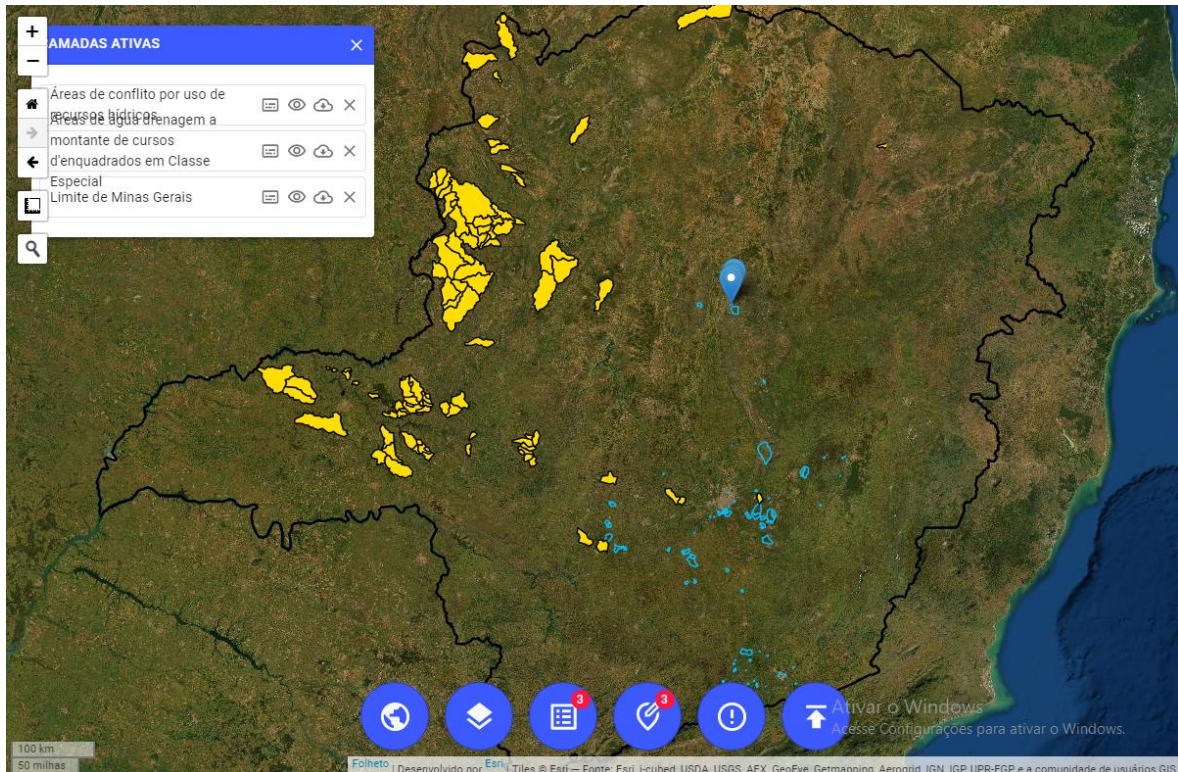 +
AMADAS ATIVAS
−
Áreas de conflito por uso de
recursos hídricos
Áreas de água drenagem a
montante de cursos
d'enquadrados em Classe
Especial
Limite de Minas Gerais
3
3
Ativar o Windows
Acesse Configurações para ativar o Windows.
100 km
50 milhas
Folheto | Desenvolvido por Esri | Tiles © Esri — Fonte: Esri, i-cubed, USDA, USGS, AEX, GeoEye, Getmapping, Aerogrid, IGN, IGP, UPR-EGP e a comunidade de usuários GIS